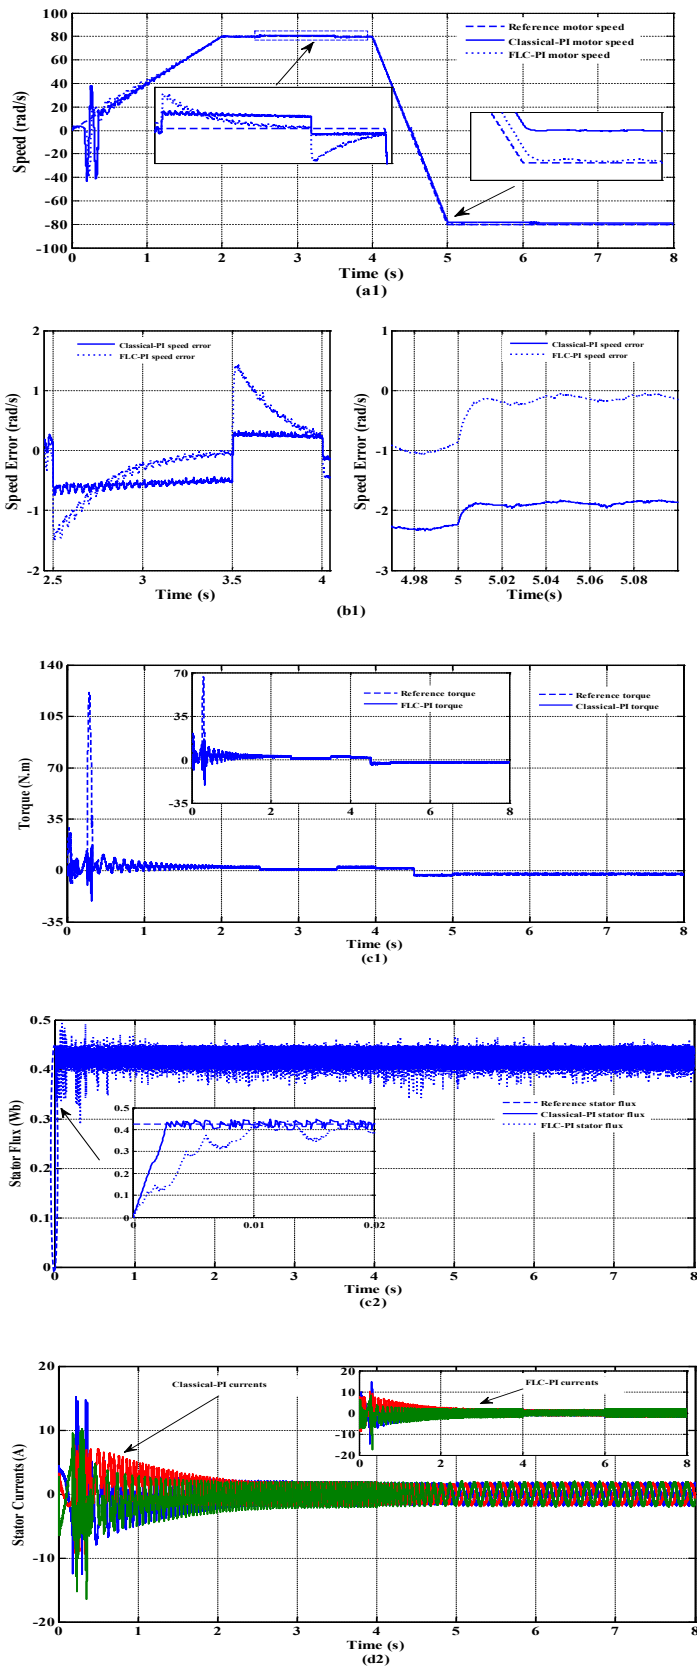 100
80
60
40
20
0
-20
-40
-60
-80
-100
Speed (rad/s)
Reference motor speed
Classical-PI motor speed
FLC-PI motor speed
0 1 2 3 4 5 6 7 8
Time (s)
(a1)
2
1
0
-1
-2
Speed Error (rad/s)
Classical-PI speed error
FLC-PI speed error
2.5 3 3.5 4
Time (s)
1
0
-1
-2
-3
Speed Error (rad/s)
Classical-PI speed error
FLC-PI speed error
4.98 5 5.02 5.04 5.06 5.08
Time(s)
(b1)
140
105
70
35
0
-35
Torque (N.m)
70
35
0
-35
Reference torque
FLC-PI torque
0 2 4 6 8
Reference torque
Classical-PI torque
0 1 2 3 4 5 6 7 8
Time (s)
(c1)
0.5
0.4
0.3
0.2
0.1
0
Stator Flux (Wb)
Reference stator flux
Classical-PI stator flux
FLC-PI stator flux
0.5
0.4
0.3
0.2
0.1
0
0 0.01 0.02
0 1 2 3 4 5 6 7 8
Time (s)
(c2)
20
10
0
-10
-20
Stator Currents (A)
Classical-PI currents
20
10
0
-10
-20
FLC-PI currents
0 2 4 6 8
0 1 2 3 4 5 6 7 8
Time (s)
(d2)